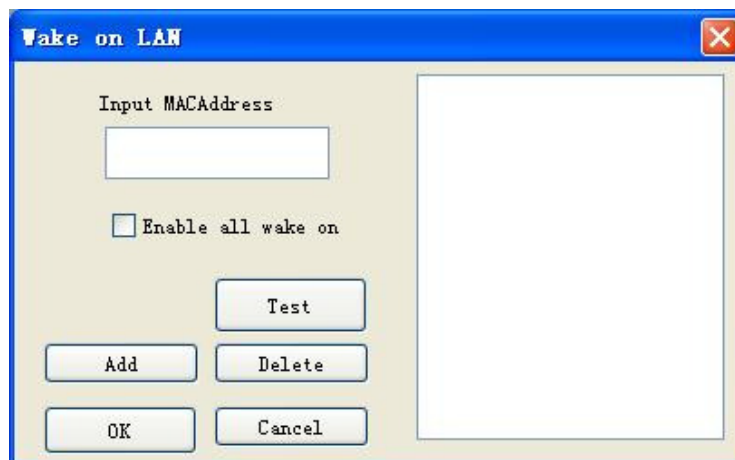 Wake on LAN
Input MACAddress
Enable all wake on
Test
Add
Delete
OK
Cancel